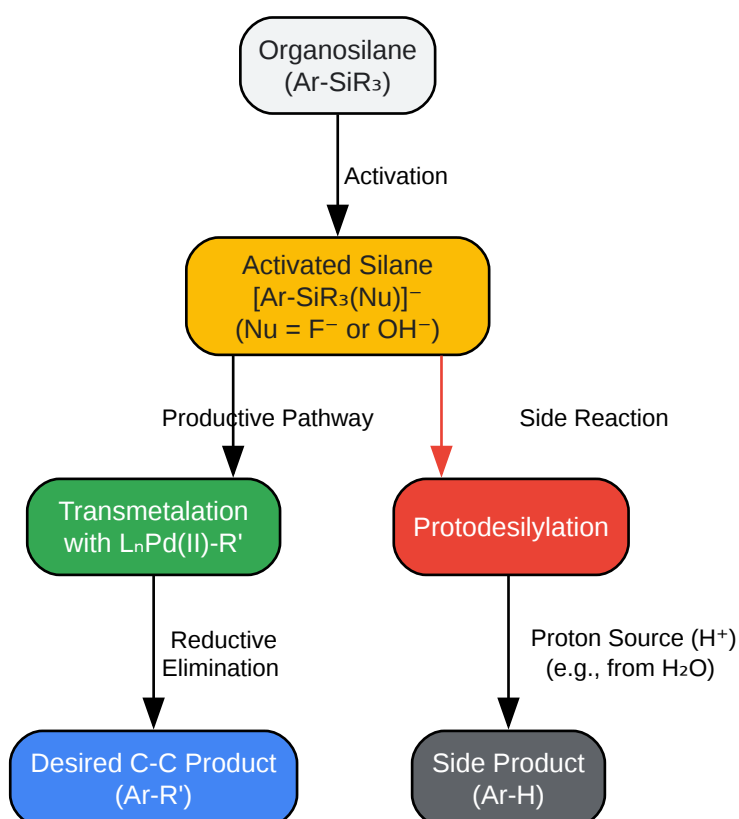 Organosilane
(Ar-SiR₃)
Activation
Activated Silane
[Ar-SiR₃(Nu)]⁻
(Nu = F⁻ or OH⁻)
Productive Pathway
Side Reaction
Transmetalation
with LₙPd(II)-R'
Protodesilylation
Reductive
Elimination
Proton Source (H⁺)
(e.g., from H₂O)
Desired C-C Product
(Ar-R')
Side Product
(Ar-H)